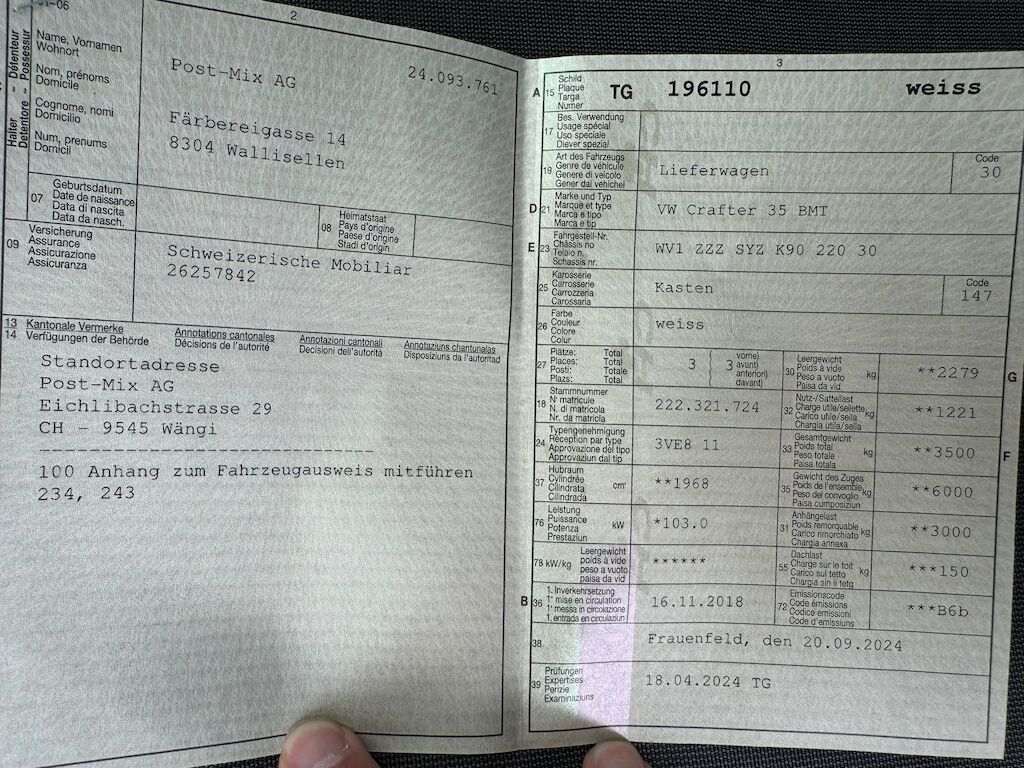 -06
2
Halter - Détenteur
Detentore - Possessur
Name, Vornamen
Wohnort
Nom, prénoms
Domicile
Cognome, nomi
Domicilio
Num, prenums
Domicil
Post-Mix AG
24.093.761
Färbereigasse 14
8304 Wallisellen
07
Geburtsdatum
Date de naissance
Data di nascita
Data da nasch.
08
Heimatstaat
Pays d'origine
Paese d'origine
Stadi d'origin
09
Versicherung
Assurance
Assicurazione
Assicuranza
Schweizerische Mobiliar
26257842
13 Kantonale Vermerke
14 Verfügungen der Behörde
Annotations cantonales
Décisions de l'autorité
Annotazioni cantonali
Decisioni dell'autorità
Annotaziuns chantunalas
Disposiziuns da l'autoritad
Standortadresse
Post-Mix AG
Eichlibachstrasse 29
CH - 9545 Wängi
----------------------------------
100 Anhang zum Fahrzeugausweis mitführen
234, 243
3
A
15
Schild
Plaque
Targa
Numer
TG 196110 weiss
17
Bes. Verwendung
Usage spécial
Uso speciale
Diever spezial
19
Art des Fahrzeugs
Genre de véhicule
Genere di veicolo
Gener dal vehichel
Lieferwagen
Code
30
D
21
Marke und Typ
Marque et type
Marca e tipo
Marca e tip
VW Crafter 35 BMT
E
23
Fahrgestell-Nr.
Châssis no
Telaio n.
Schassis nr.
WV1 ZZZ SYZ K90 220 30
25
Karosserie
Carrosserie
Carrozzeria
Carossaria
Kasten
Code
147
26
Farbe
Couleur
Colore
Colur
weiss
27
Plätze: Total
Places: Total
Posti: Totale
Plazs: Total
3
3
vorne)
avant)
anteriori)
davant)
30
Leergewicht
Poids à vide
Peso a vuoto
Paisa da vid
kg
**2279
G
18
Stammnummer
N° matricule
N. di matricola
Nr. da matricla
222.321.724
32
Nutz-/Sattellast
Charge utile/sellette
Carico utile/sella
Chargia utila/sella
kg
**1221
24
Typengenehmigung
Réception par type
Approvazione del tipo
Approvaziun dal tip
3VE8 11
33
Gesamtgewicht
Poids total
Peso totale
Paisa totala
kg
**3500
F
37
Hubraum
Cylindrée
Cilindrata
Cilindrada
cm³
**1968
35
Gewicht des Zuges
Poids de l'ensemble
Peso del convoglio
Paisa cumposiziun
kg
**6000
76
Leistung
Puissance
Potenza
Prestaziun
kW
*103.0
31
Anhängelast
Poids remorquable
Carico rimorchiato
Chargia annexa
kg
**3000
78 kW/kg
Leergewicht
poids à vide
peso a vuoto
paisa da vid
******
55
Dachlast
Charge sur le toit
Carico sul tetto
Chargia sin il tetg
kg
***150
B
36
1. Inverkehrsetzung
1re mise en circulation
1a messa in circolazione
1. entrada en circulaziun
16.11.2018
72
Emissionscode
Code émissions
Codice emissioni
Code d'emissiuns
***B6b
38
Frauenfeld, den 20.09.2024
39
Prüfungen
Expertises
Perizie
Examinaziuns
18.04.2024 TG